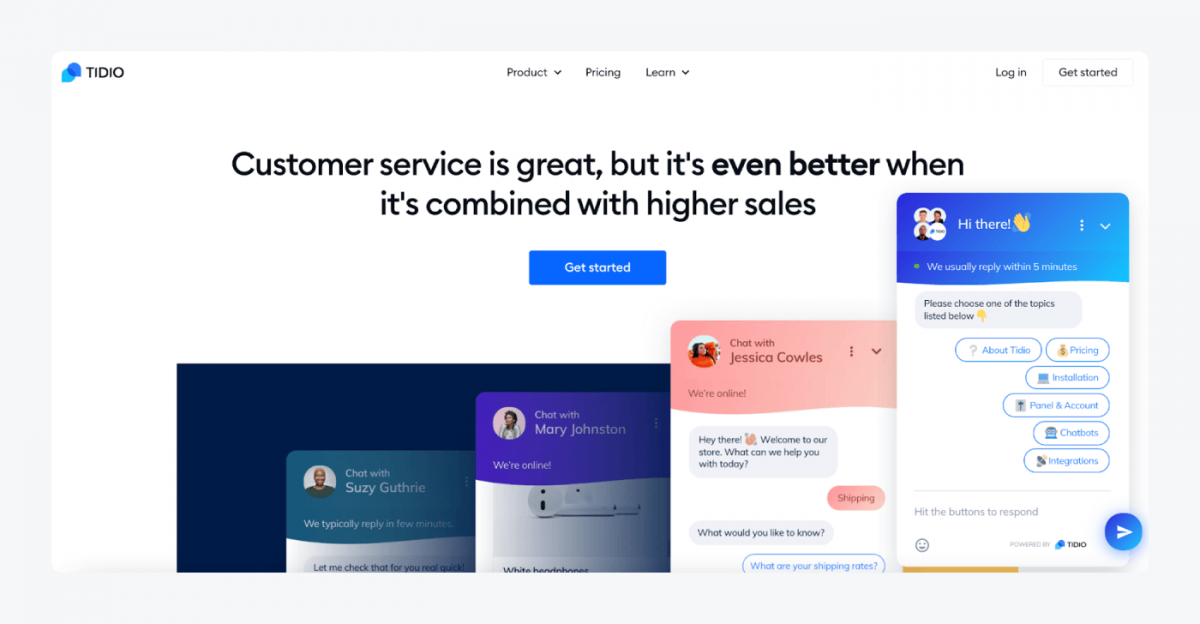 TIDIO
Product
Pricing
Learn
Log in
Get started
Customer service is great, but it's even better when
it's combined with higher sales
Get started
Chat with
Suzy Guthrie
We typically reply in few minutes.
Let me check that for you real quick!
Chat with
Mary Johnston
We're online!
White headphones
Chat with
Jessica Cowles
We're online!
Hey there! 👋 Welcome to our
store. What can we help you
with today?
Shipping
What would you like to know?
What are your shipping rates?
Hi there! 👋
We usually reply within 5 minutes
Please choose one of the topics
listed below 👇
❔ About Tidio
💰 Pricing
💻 Installation
🎚 Panel & Account
🤖 Chatbots
📡 Integrations
Hit the buttons to respond
POWERED BY TIDIO